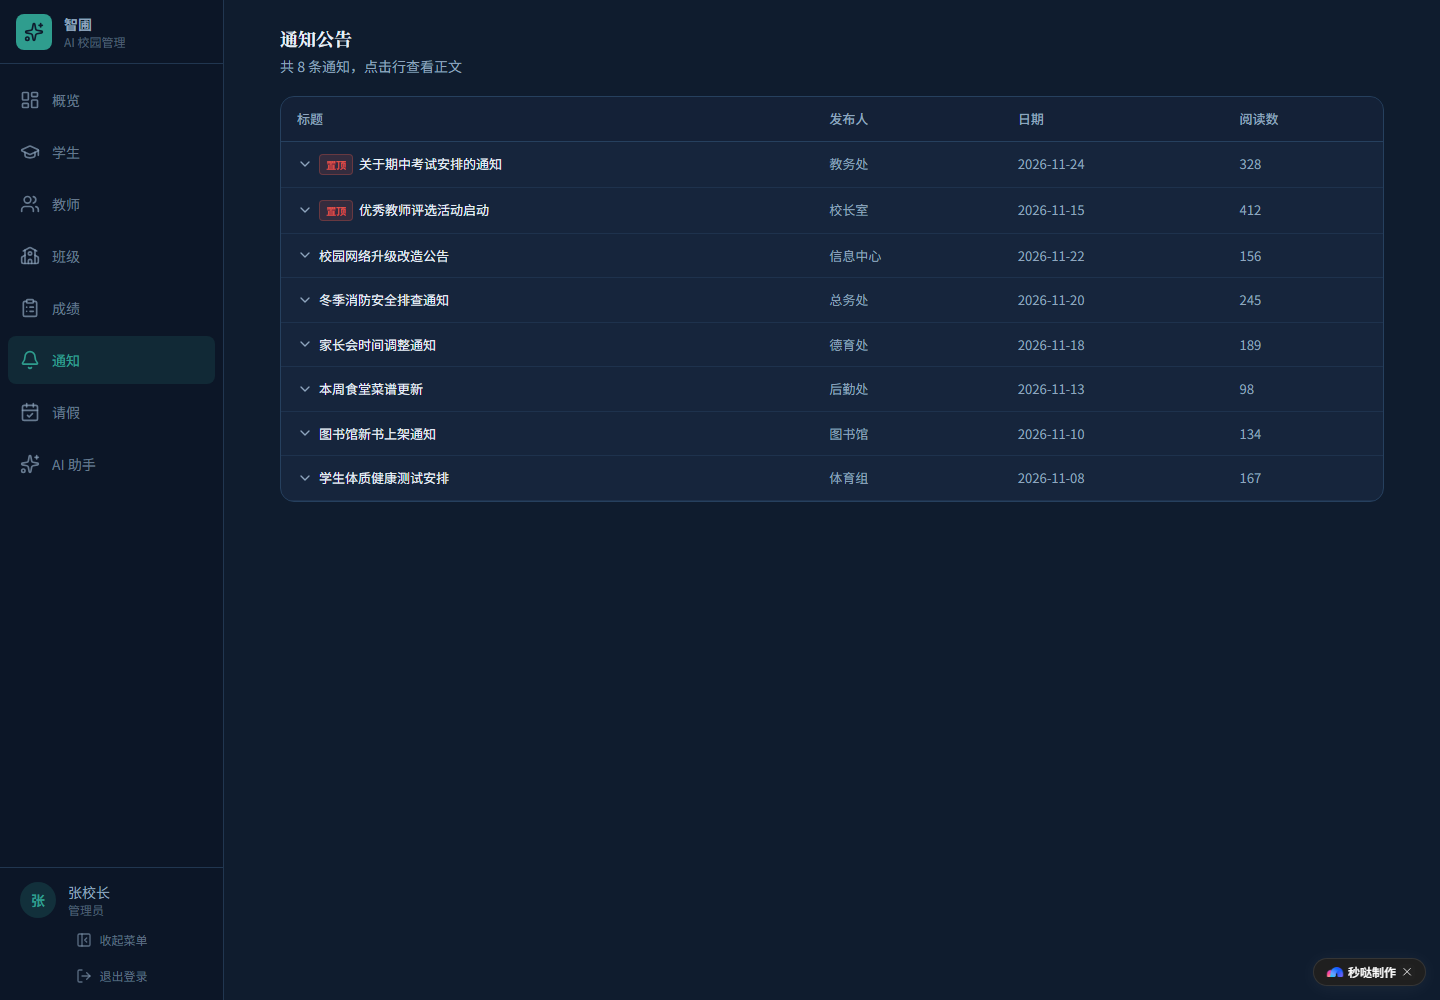 智圃
AI 校园管理
概览
学生
教师
班级
成绩
通知
请假
AI 助手
张
张校长
管理员
收起菜单
退出登录
通知公告
共 8 条通知，点击行查看正文
标题 发布人 日期 阅读数
置顶 关于期中考试安排的通知 教务处 2026-11-24 328
置顶 优秀教师评选活动启动 校长室 2026-11-15 412
校园网络升级改造公告 信息中心 2026-11-22 156
冬季消防安全排查通知 总务处 2026-11-20 245
家长会时间调整通知 德育处 2026-11-18 189
本周食堂菜谱更新 后勤处 2026-11-13 98
图书馆新书上架通知 图书馆 2026-11-10 134
学生体质健康测试安排 体育组 2026-11-08 167
秒哒制作